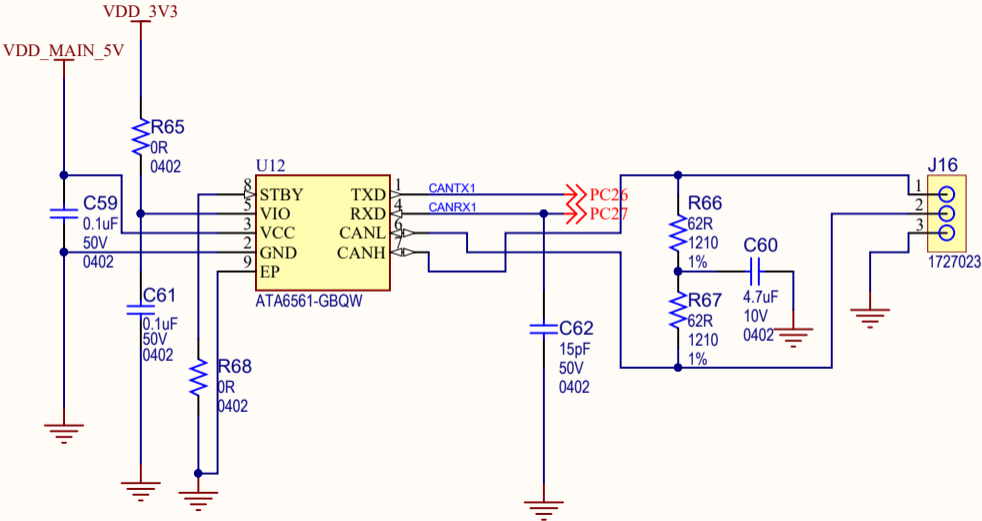 VDD_3V3
VDD_MAIN_5V
R65
0R
0402
U12
J16
8 STBY TXD 1 CANTX1 PC26
5 VIO RXD 4 CANRX1 PC27
3 VCC CANL 6
2 GND CANH 7
9 EP
ATA6561-GBQW
1
2
3
1727023
C59
0.1uF
50V
0402
R66
62R
1210
1%
C60
4.7uF
10V
0402
C61
0.1uF
50V
0402
R67
62R
1210
1%
C62
15pF
50V
0402
R68
0R
0402